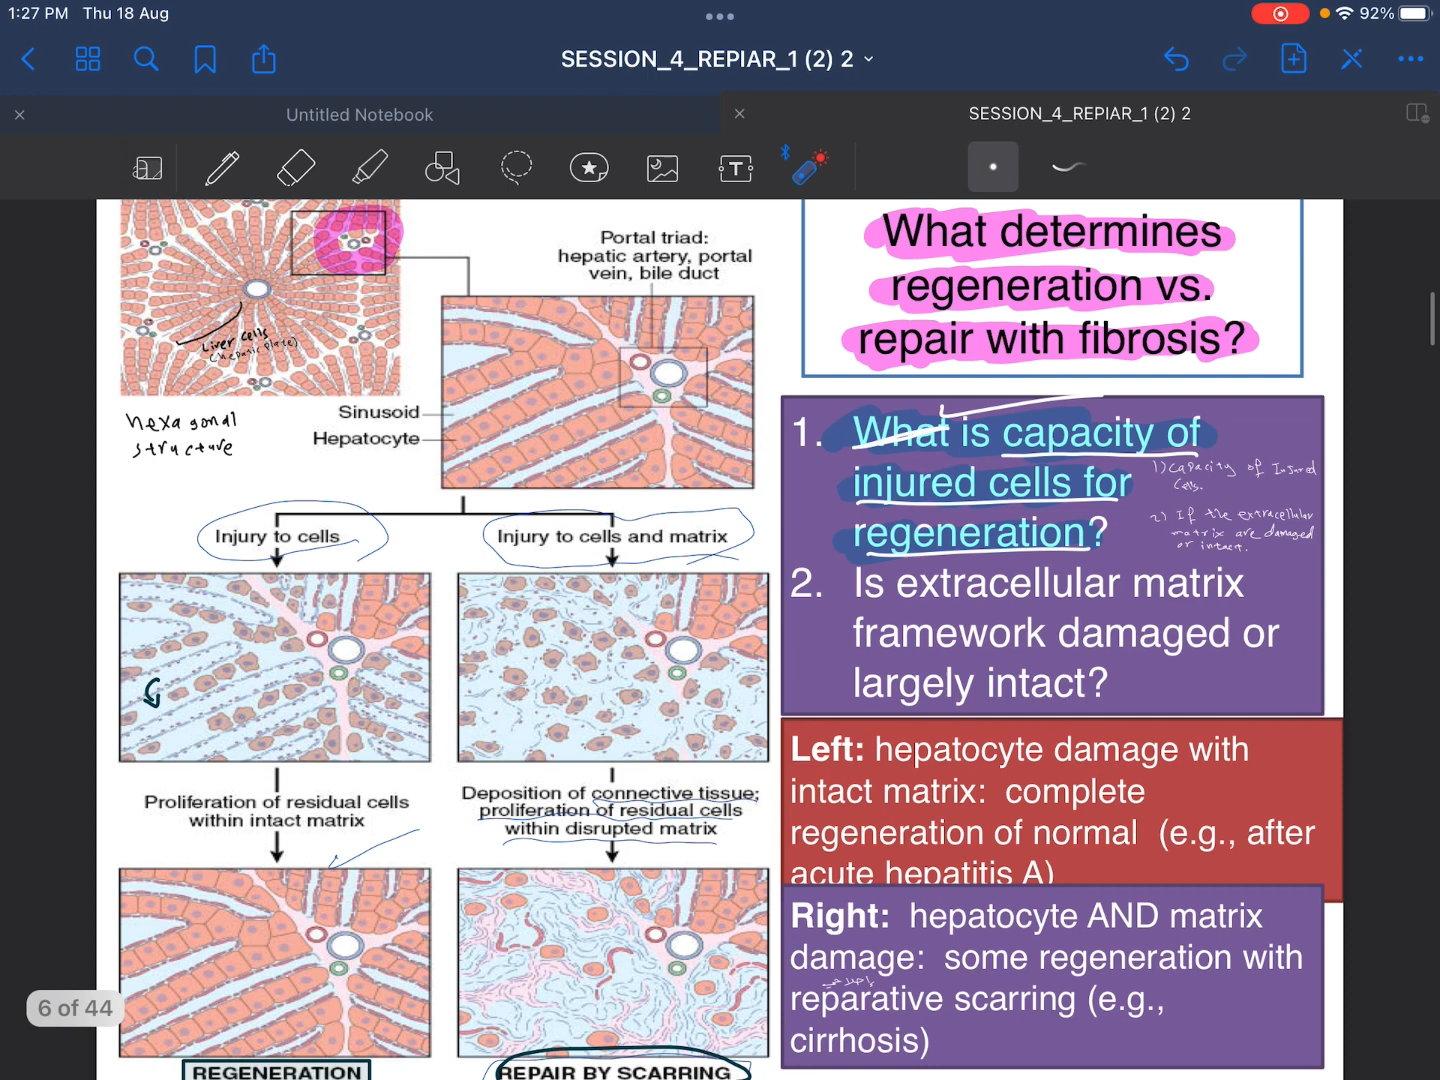 1:27 PM Thu 18 Aug
92%
SESSION_4_REPIAR_1 (2) 2
Untitled Notebook
SESSION_4_REPIAR_1 (2) 2
T
Portal triad:
hepatic artery, portal
vein, bile duct
Liver cells
(hepatic plate)
Sinusoid
Hepatocyte
hexagonal
structure
Injury to cells
Injury to cells and matrix
Proliferation of residual cells
within intact matrix
Deposition of connective tissue;
proliferation of residual cells
within disrupted matrix
REGENERATION
REPAIR BY SCARRING
What determines
regeneration vs.
repair with fibrosis?
1. What is capacity of
injured cells for
regeneration?
1) Capacity of Injured
Cells.
2) If the extracellular
matrix are damaged
or intact.
2. Is extracellular matrix
framework damaged or
largely intact?
Left: hepatocyte damage with
intact matrix: complete
regeneration of normal (e.g., after
acute hepatitis A)
Right: hepatocyte AND matrix
damage: some regeneration with
reparative scarring (e.g.,
cirrhosis)
6 of 44